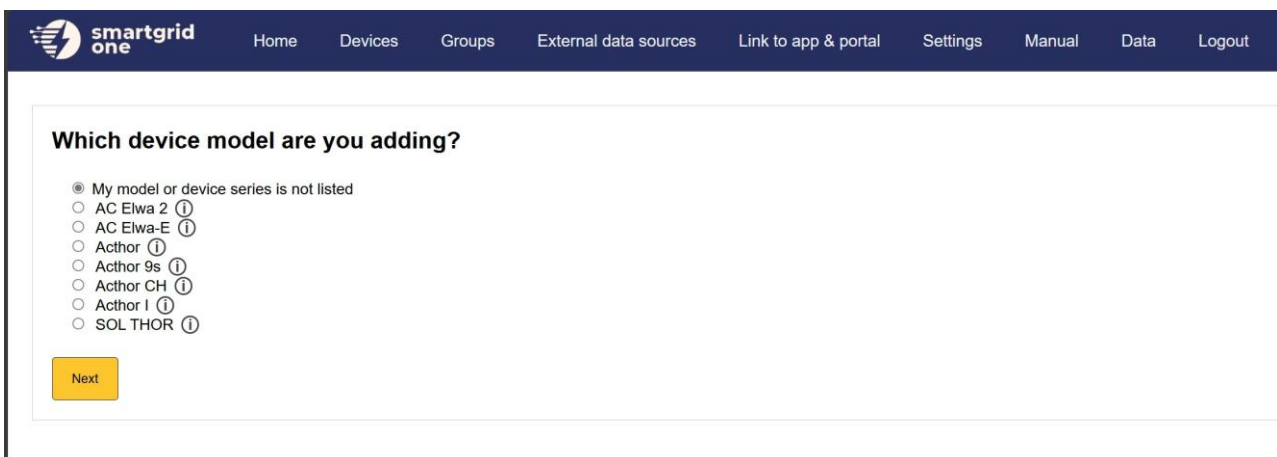 smartgrid
one
Home Devices Groups External data sources Link to app & portal Settings Manual Data Logout
Which device model are you adding?
My model or device series is not listed
AC Elwa 2 i
AC Elwa-E i
Acthor i
Acthor 9s i
Acthor CH i
Acthor I i
SOL THOR i
Next